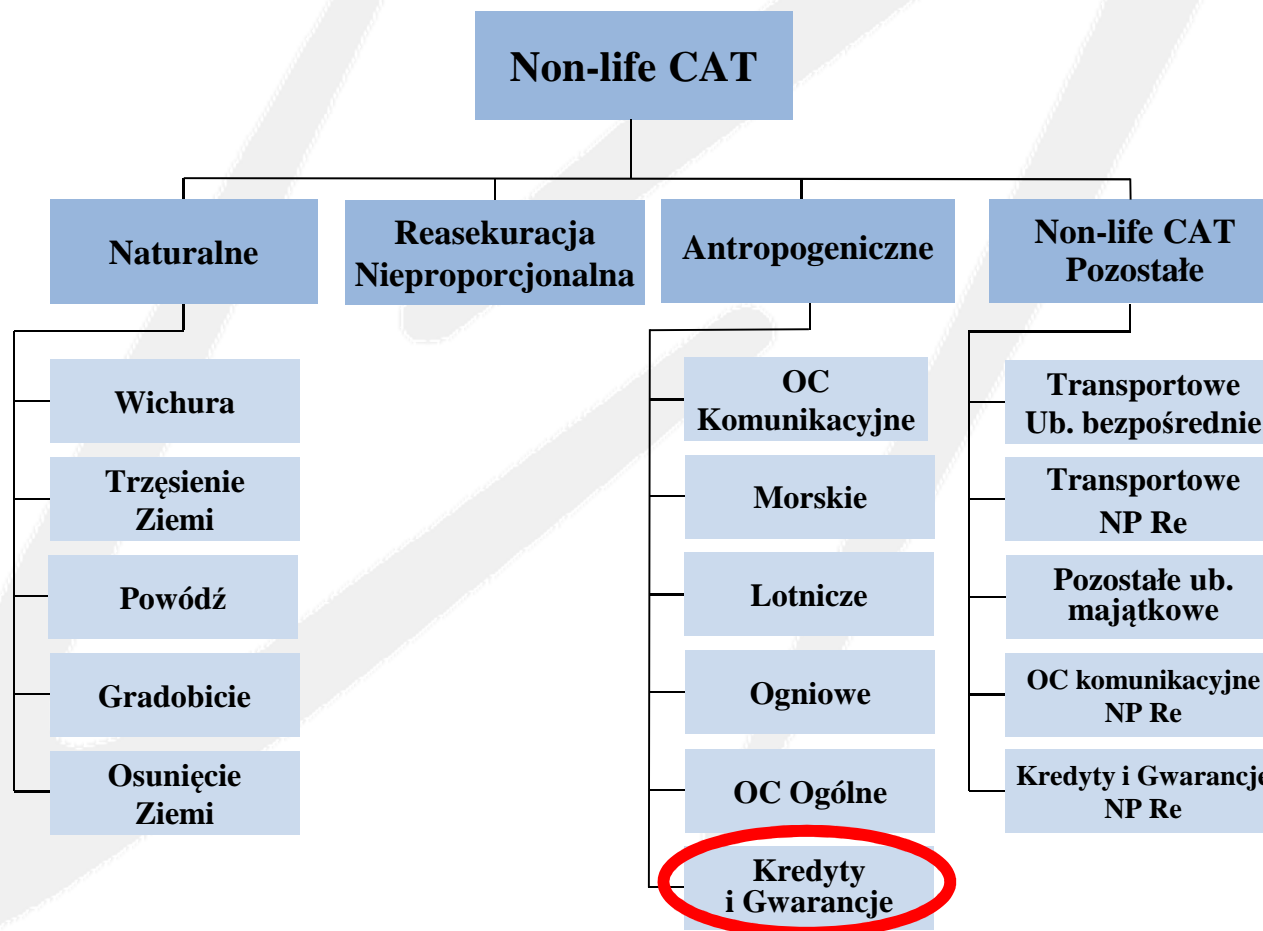 Non-life CAT
Naturalne
Reasekuracja
Nieproporcjonalna
Antropogeniczne
Non-life CAT
Pozostałe
Wichura
Trzęsienie
Ziemi
Powódź
Gradobicie
Osunięcie
Ziemi
OC
Komunikacyjne
Morskie
Lotnicze
Ogniowe
OC Ogólne
Kredyty
i Gwarancje
Transportowe
Ub. bezpośrednie
Transportowe
NP Re
Pozostałe ub.
majątkowe
OC komunikacyjne
NP Re
Kredyty i Gwarancje
NP Re